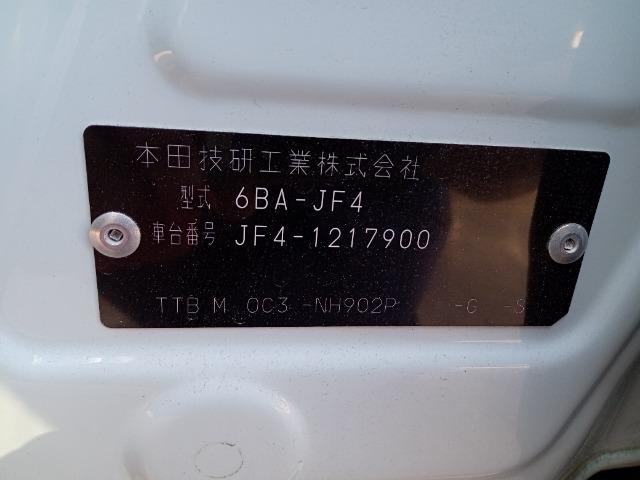 本田技研工業株式会社
型式 6BA-JF4
車台番号 JF4-1217900
TTB M 0C3 -NH902P -G -S